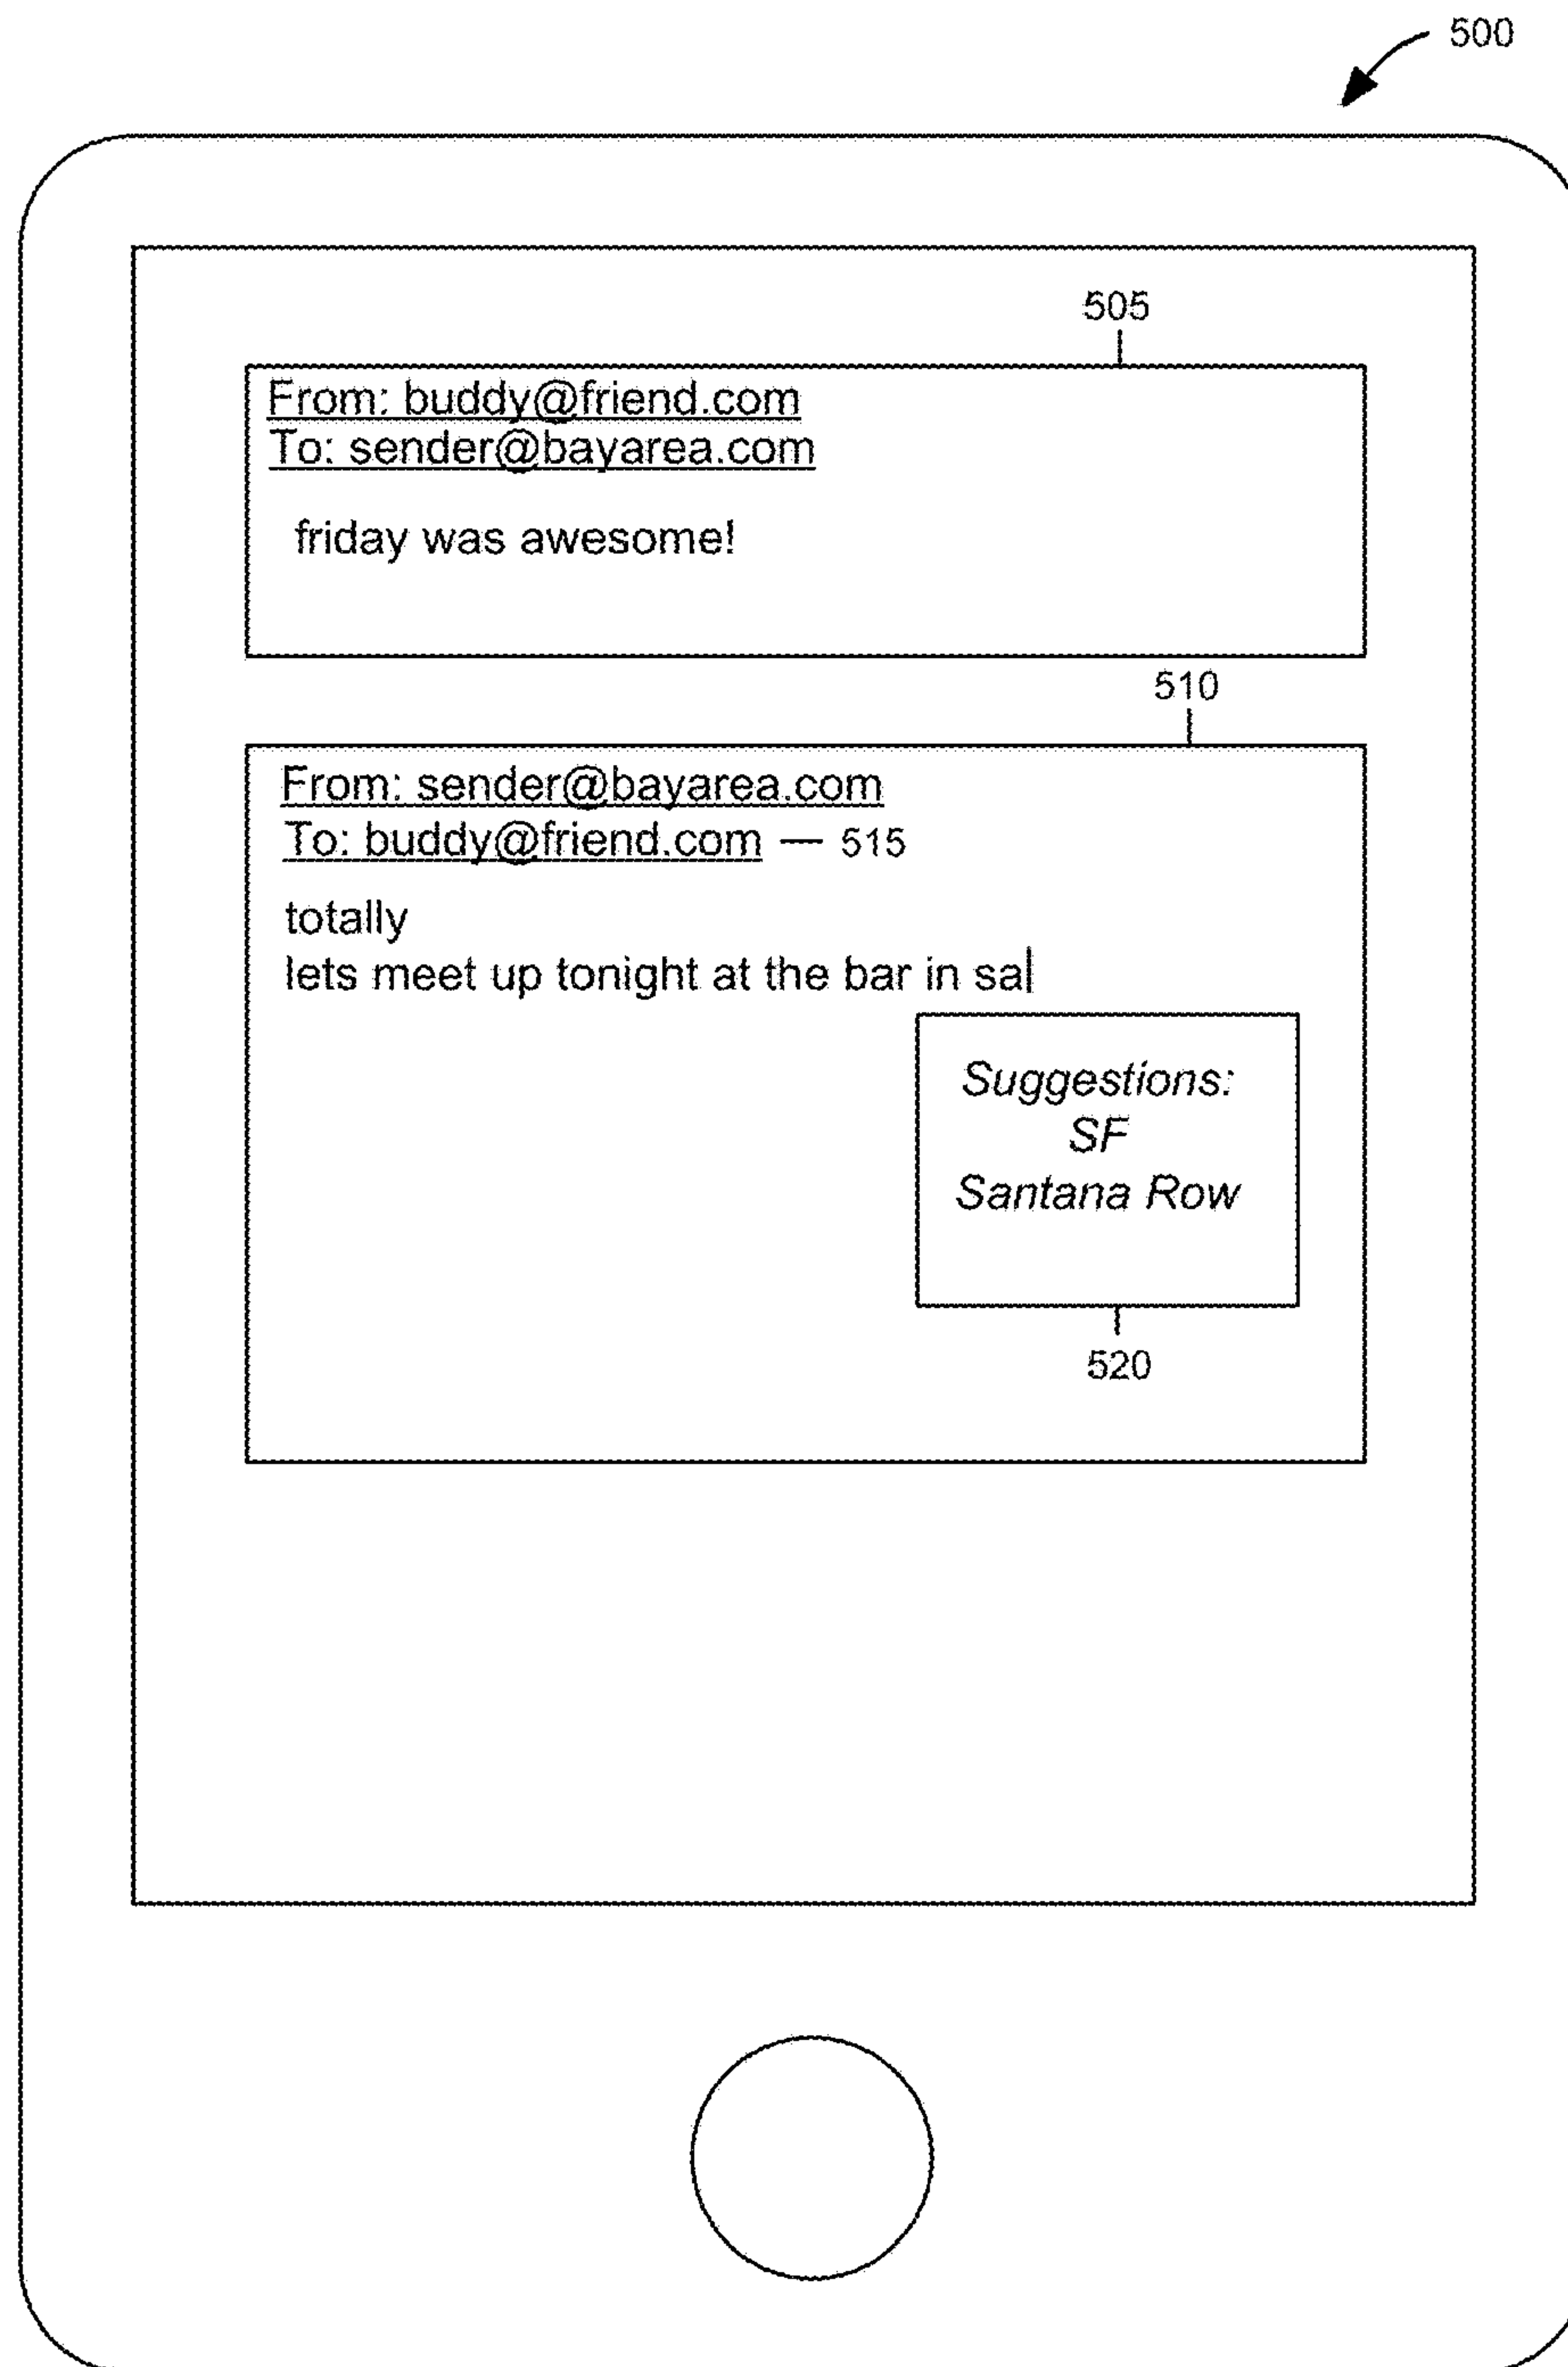 500
505
From: buddy@friend.com
To: sender@bayarea.com
friday was awesome!
510
From: sender@bayarea.com
To: buddy@friend.com — 515
totally
lets meet up tonight at the bar in sa|
Suggestions:
SF
Santana Row
520